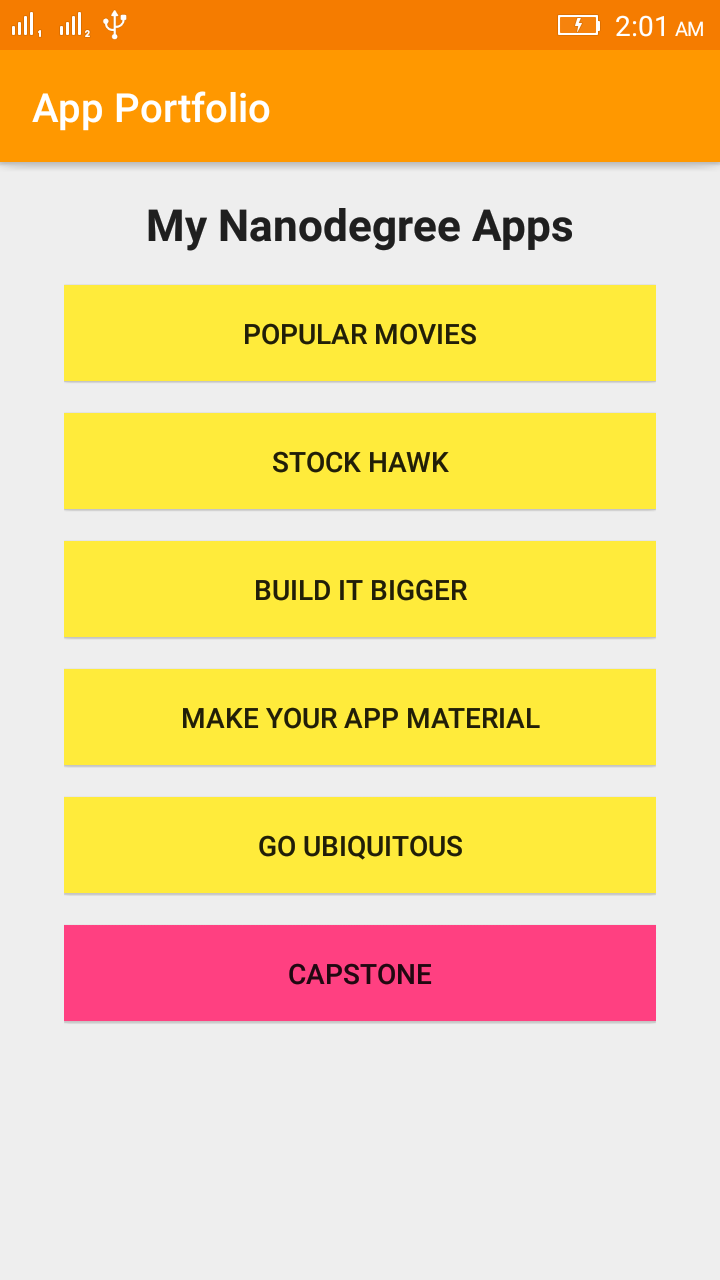 1 2 2:01 AM
App Portfolio
My Nanodegree Apps
POPULAR MOVIES
STOCK HAWK
BUILD IT BIGGER
MAKE YOUR APP MATERIAL
GO UBIQUITOUS
CAPSTONE